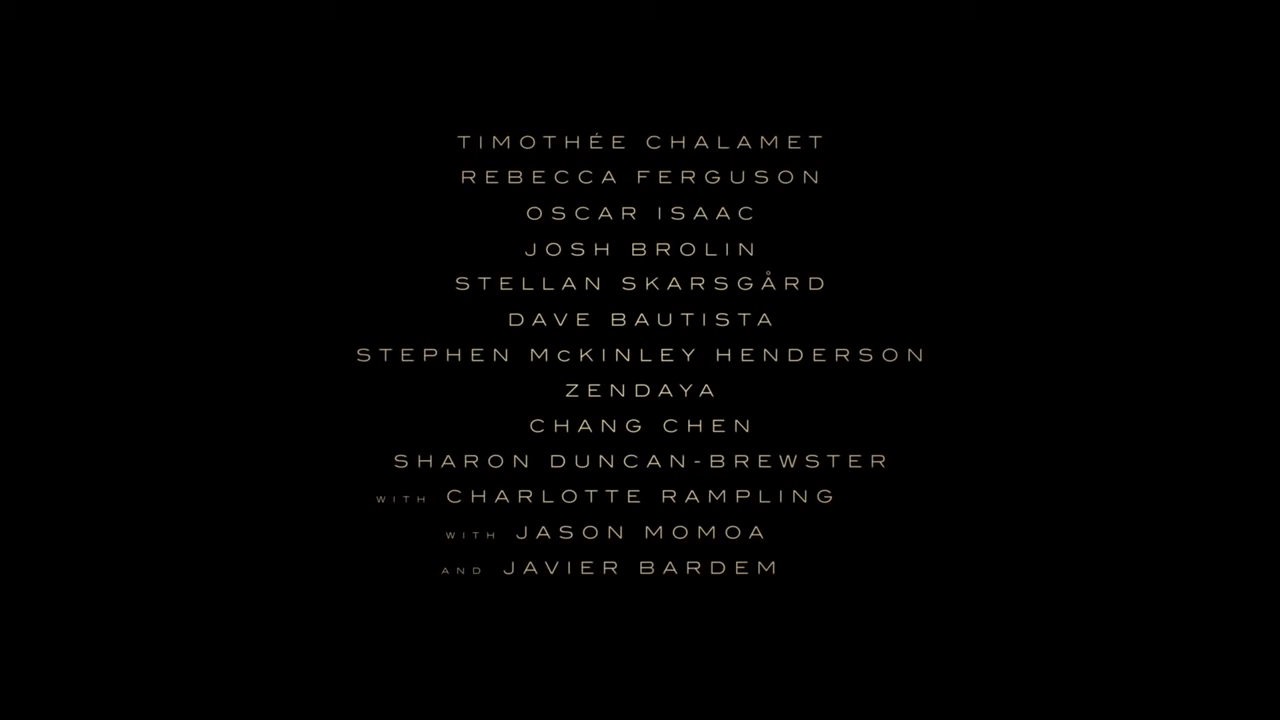 TIMOTHÉE CHALAMET
REBECCA FERGUSON
OSCAR ISAAC
JOSH BROLIN
STELLAN SKARSGÅRD
DAVE BAUTISTA
STEPHEN McKINLEY HENDERSON
ZENDAYA
CHANG CHEN
SHARON DUNCAN-BREWSTER
WITH CHARLOTTE RAMPLING
WITH JASON MOMOA
AND JAVIER BARDEM